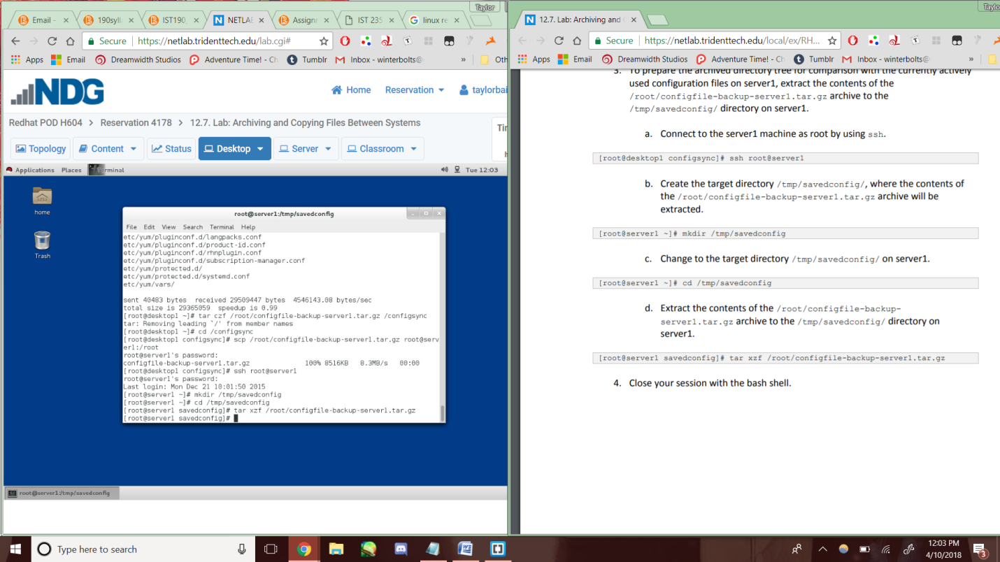 Taylor
Email -
190syll
IST190_
NETLAB
Assignm
IST 235
linux re
Secure
https://netlab.tridenttech.edu/lab.cgi#
Apps
Email
Dreamwidth Studios
Adventure Time! - Ch
Tumblr
Inbox - winterbolts@
»
Oth
NDG
Home
Reservation
taylorbai
Redhat POD H604 > Reservation 4178 > 12.7. Lab: Archiving and Copying Files Between Systems
Topology
Content
Status
Desktop
Server
Classroom
Applications Places Terminal
Tue 12:03
home
Trash
root@server1:/tmp/savedconfig
File Edit View Search Terminal Help
etc/yum/pluginconf.d/langpacks.conf
etc/yum/pluginconf.d/product-id.conf
etc/yum/pluginconf.d/rhnplugin.conf
etc/yum/pluginconf.d/subscription-manager.conf
etc/yum/protected.d/
etc/yum/protected.d/systemd.conf
etc/yum/vars/
sent 40483 bytes  received 29509447 bytes  4546143.08 bytes/sec
total size is 29365059  speedup is 0.99
[root@desktop1 ~]# tar czf /root/configfile-backup-server1.tar.gz /configsync
tar: Removing leading `/' from member names
[root@desktop1 ~]# cd /configsync
[root@desktop1 configsync]# scp /root/configfile-backup-server1.tar.gz root@serv
er1:/root
root@server1's password:
configfile-backup-server1.tar.gz 100% 8516KB 8.3MB/s 00:00
[root@desktop1 configsync]# ssh root@server1
root@server1's password:
Last login: Mon Dec 21 10:01:50 2015
[root@server1 ~]# mkdir /tmp/savedconfig
[root@server1 ~]# cd /tmp/savedconfig
[root@server1 savedconfig]# tar xzf /root/configfile-backup-server1.tar.gz
[root@server1 savedconfig]#
root@server1:/tmp/savedconfig
Taylo
12.7. Lab: Archiving and C
Secure
https://netlab.tridenttech.edu/local/ex/RH...
Apps
Email
Dreamwidth Studios
Adventure Time! - Ch
Tumblr
Inbox - winterbolts@
»
3. To prepare the archived directory tree for comparison with the currently actively
used configuration files on server1, extract the contents of the
/root/configfile-backup-server1.tar.gz archive to the
/tmp/savedconfig/ directory on server1.
a. Connect to the server1 machine as root by using ssh.
[root@desktop1 configsync]# ssh root@server1
b. Create the target directory /tmp/savedconfig/, where the contents of
the /root/configfile-backup-server1.tar.gz archive will be
extracted.
[root@server1 ~]# mkdir /tmp/savedconfig
c. Change to the target directory /tmp/savedconfig/ on server1.
[root@server1 ~]# cd /tmp/savedconfig
d. Extract the contents of the /root/configfile-backup-
server1.tar.gz archive to the /tmp/savedconfig/ directory on
server1.
[root@server1 savedconfig]# tar xzf /root/configfile-backup-server1.tar.gz
4. Close your session with the bash shell.
Type here to search
12:03 PM
4/10/2018
3